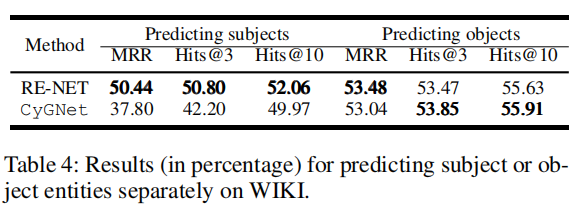 Method Predicting subjects Predicting objects
MRR Hits@3 Hits@10 MRR Hits@3 Hits@10
RE-NET 50.44 50.80 52.06 53.48 53.47 55.63
CyGNet 37.80 42.20 49.97 53.04 53.85 55.91
Table 4: Results (in percentage) for predicting subject or ob-
ject entities separately on WIKI.